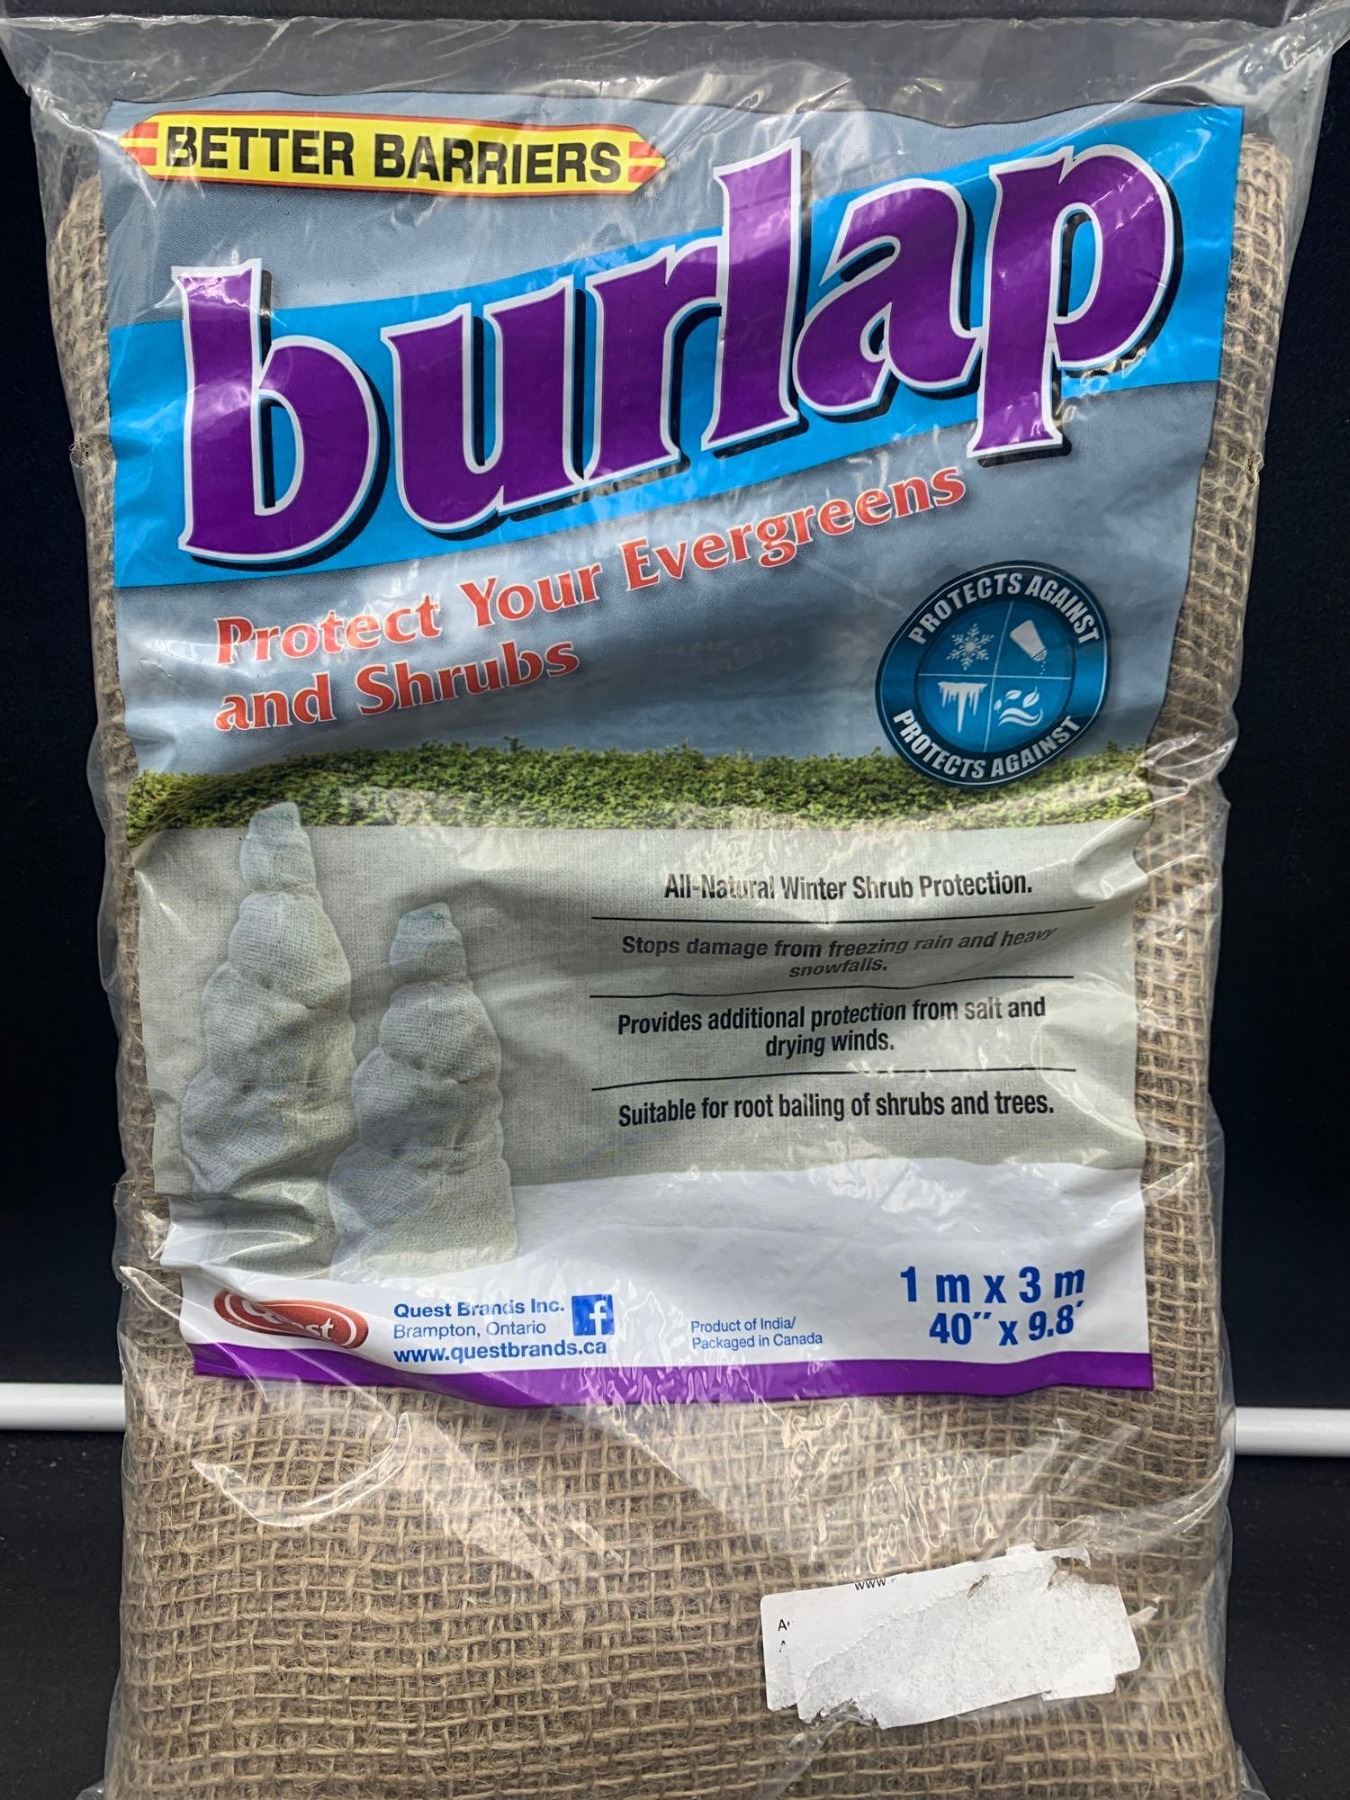 BETTER BARRIERS
burlap
Protect Your Evergreens
and Shrubs
PROTECTS AGAINST
PROTECTS AGAINST
All-Natural Winter Shrub Protection.
Stops damage from freezing rain and heavy
snowfalls.
Provides additional protection from salt and
drying winds.
Suitable for root balling of shrubs and trees.
1 m x 3 m
40" x 9.8'
Quest Brands Inc.
Brampton, Ontario
www.questbrands.ca
f
Product of India/
Packaged in Canada
www